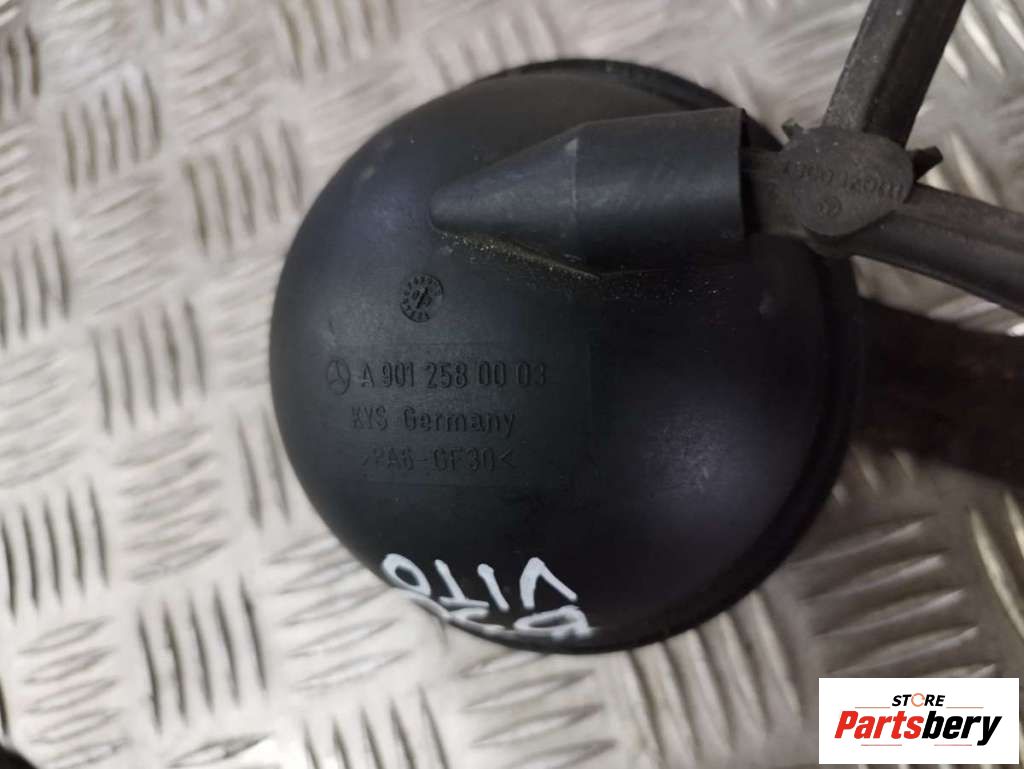 A 901 258 00 03
KYS Germany
>PA6-GF30<
VITO
STORE
Partsbery